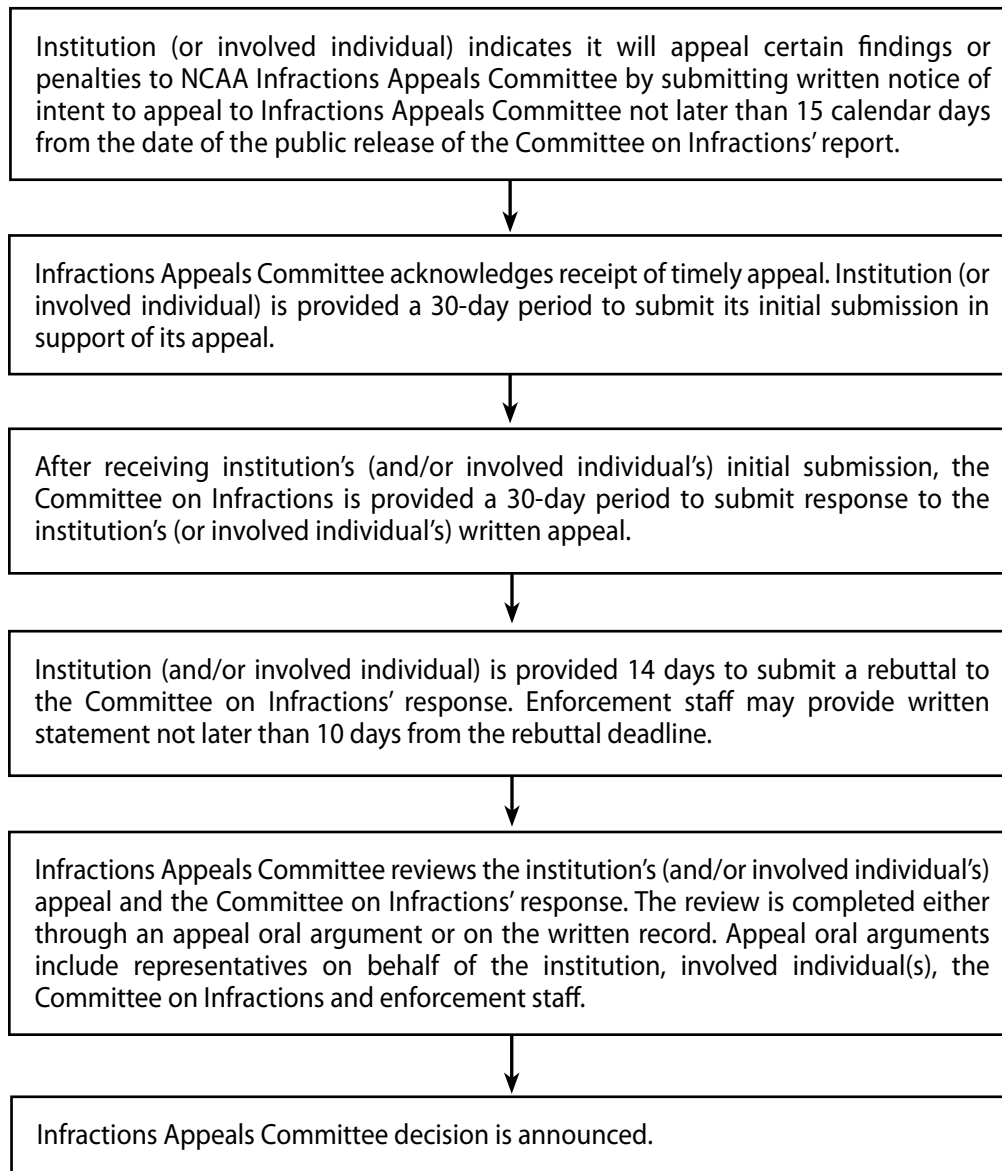 Institution (or involved individual) indicates it will appeal certain findings or
penalties to NCAA Infractions Appeals Committee by submitting written notice of
intent to appeal to Infractions Appeals Committee not later than 15 calendar days
from the date of the public release of the Committee on Infractions' report.
Infractions Appeals Committee acknowledges receipt of timely appeal. Institution (or
involved individual) is provided a 30-day period to submit its initial submission in
support of its appeal.
After receiving institution's (and/or involved individual's) initial submission, the
Committee on Infractions is provided a 30-day period to submit response to the
institution's (or involved individual's) written appeal.
Institution (and/or involved individual) is provided 14 days to submit a rebuttal to
the Committee on Infractions' response. Enforcement staff may provide written
statement not later than 10 days from the rebuttal deadline.
Infractions Appeals Committee reviews the institution's (and/or involved individual's)
appeal and the Committee on Infractions' response. The review is completed either
through an appeal oral argument or on the written record. Appeal oral arguments
include representatives on behalf of the institution, involved individual(s), the
Committee on Infractions and enforcement staff.
Infractions Appeals Committee decision is announced.